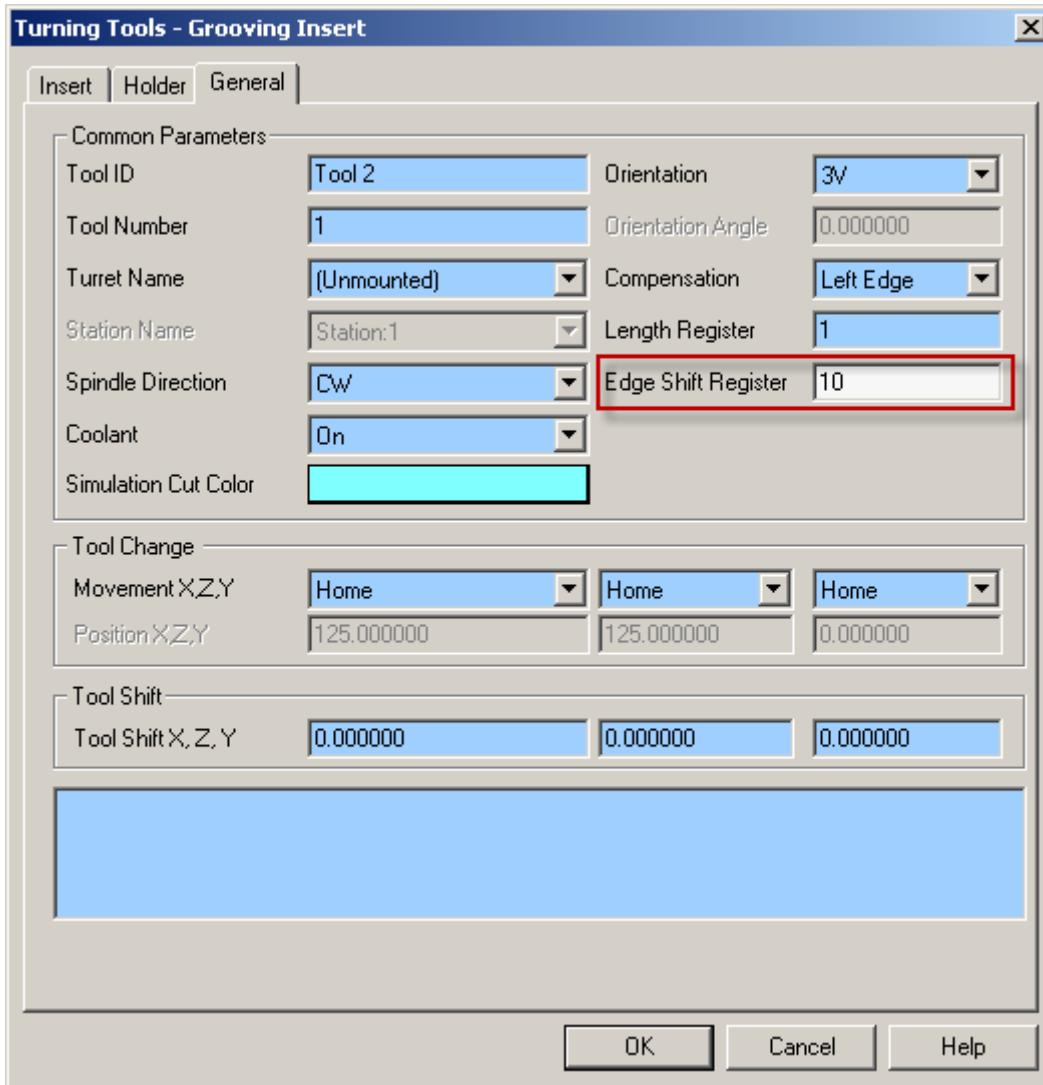 Turning Tools - Grooving Insert
Insert Holder General
Common Parameters
Tool ID Tool 2 Orientation 3V
Tool Number 1 Orientation Angle 0.000000
Turret Name (Unmounted) Compensation Left Edge
Station Name Station:1 Length Register 1
Spindle Direction CW Edge Shift Register 10
Coolant On
Simulation Cut Color
Tool Change
Movement X,Z,Y Home Home Home
Position X,Z,Y 125.000000 125.000000 0.000000
Tool Shift
Tool Shift X, Z, Y 0.000000 0.000000 0.000000
OK Cancel Help